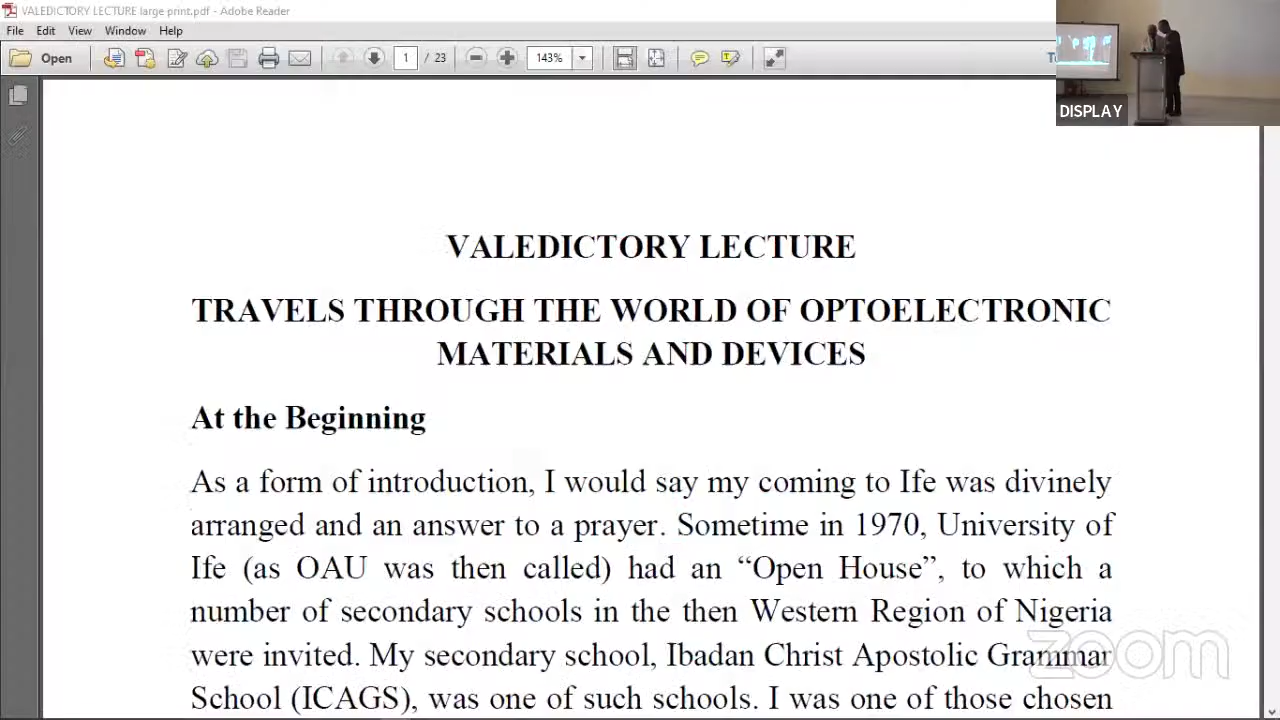 VALEDICTORY LECTURE large print.pdf - Adobe Reader
File Edit View Window Help
Open 1 / 23 143%
DISPLAY
VALEDICTORY LECTURE
TRAVELS THROUGH THE WORLD OF OPTOELECTRONIC
MATERIALS AND DEVICES
At the Beginning
As a form of introduction, I would say my coming to Ife was divinely
arranged and an answer to a prayer. Sometime in 1970, University of
Ife (as OAU was then called) had an “Open House”, to which a
number of secondary schools in the then Western Region of Nigeria
were invited. My secondary school, Ibadan Christ Apostolic Grammar
School (ICAGS), was one of such schools. I was one of those chosen
zoom